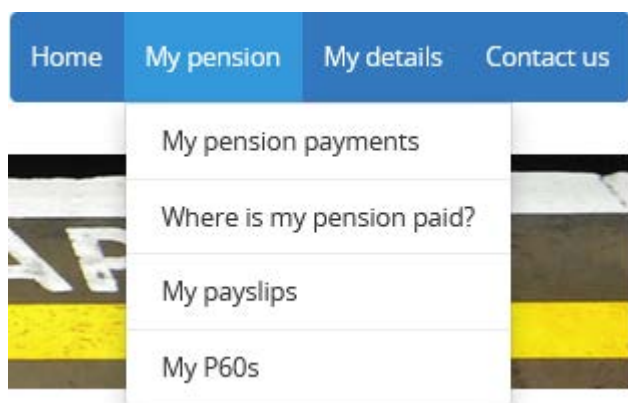 Home My pension My details Contact us
My pension payments
Where is my pension paid?
My payslips
My P60s